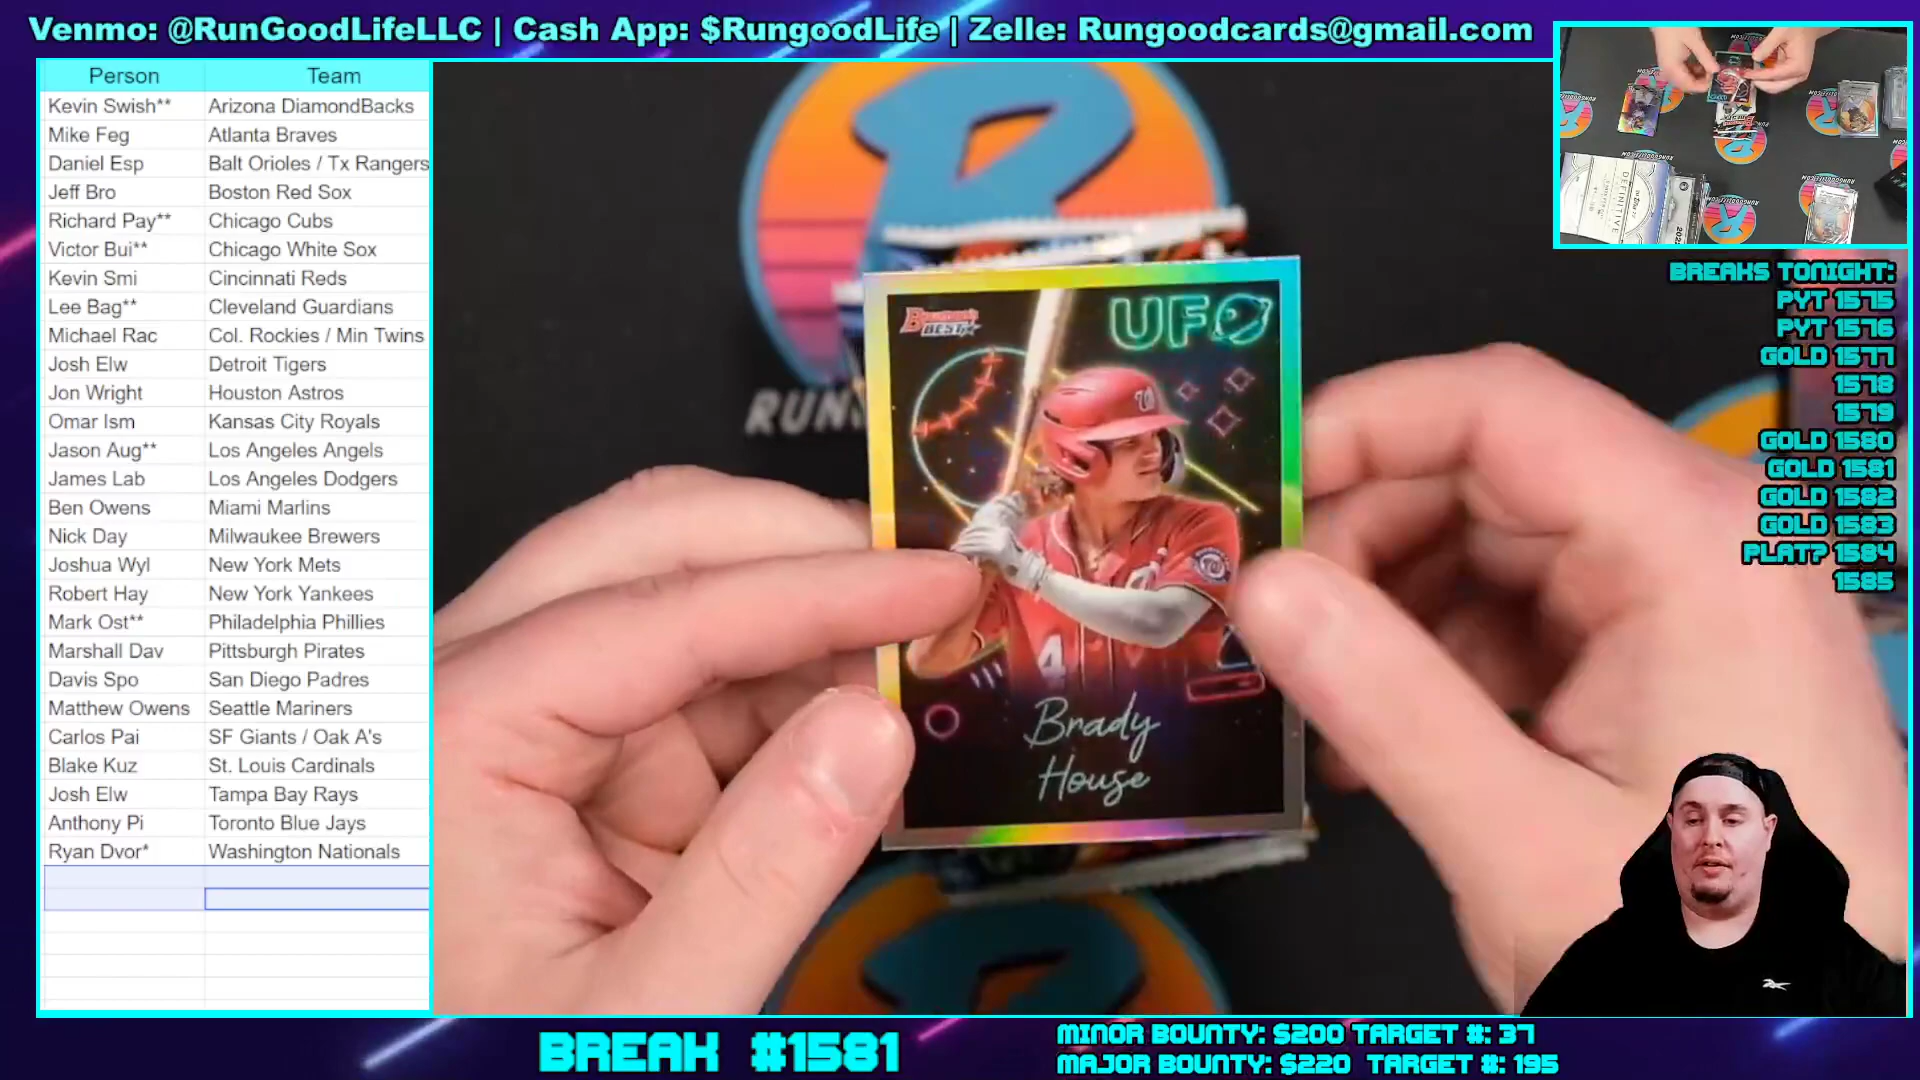 Venmo: @RunGoodLifeLLC | Cash App: $RungoodLife | Zelle: Rungoodcards@gmail.com
Person Team
Kevin Swish** Arizona DiamondBacks
Mike Feg Atlanta Braves
Daniel Esp Balt Orioles / Tx Rangers
Jeff Bro Boston Red Sox
Richard Pay** Chicago Cubs
Victor Bui** Chicago White Sox
Kevin Smi Cincinnati Reds
Lee Bag** Cleveland Guardians
Michael Rac Col. Rockies / Min Twins
Josh Elw Detroit Tigers
Jon Wright Houston Astros
Omar Ism Kansas City Royals
Jason Aug** Los Angeles Angels
James Lab Los Angeles Dodgers
Ben Owens Miami Marlins
Nick Day Milwaukee Brewers
Joshua Wyl New York Mets
Robert Hay New York Yankees
Mark Ost** Philadelphia Phillies
Marshall Dav Pittsburgh Pirates
Davis Spo San Diego Padres
Matthew Owens Seattle Mariners
Carlos Pai SF Giants / Oak A's
Blake Kuz St. Louis Cardinals
Josh Elw Tampa Bay Rays
Anthony Pi Toronto Blue Jays
Ryan Dvor* Washington Nationals
RUN
Bowman's
BEST
UFO
W
W
4
Brady
House
DEFINITIVE
BREAKS TONIGHT:
PYT 1575
PYT 1576
GOLD 1577
1578
1579
GOLD 1580
GOLD 1581
GOLD 1582
GOLD 1583
PLAT? 1584
1585
BREAK #1581
MINOR BOUNTY: $200 TARGET #: 37
MAJOR BOUNTY: $220 TARGET #: 195